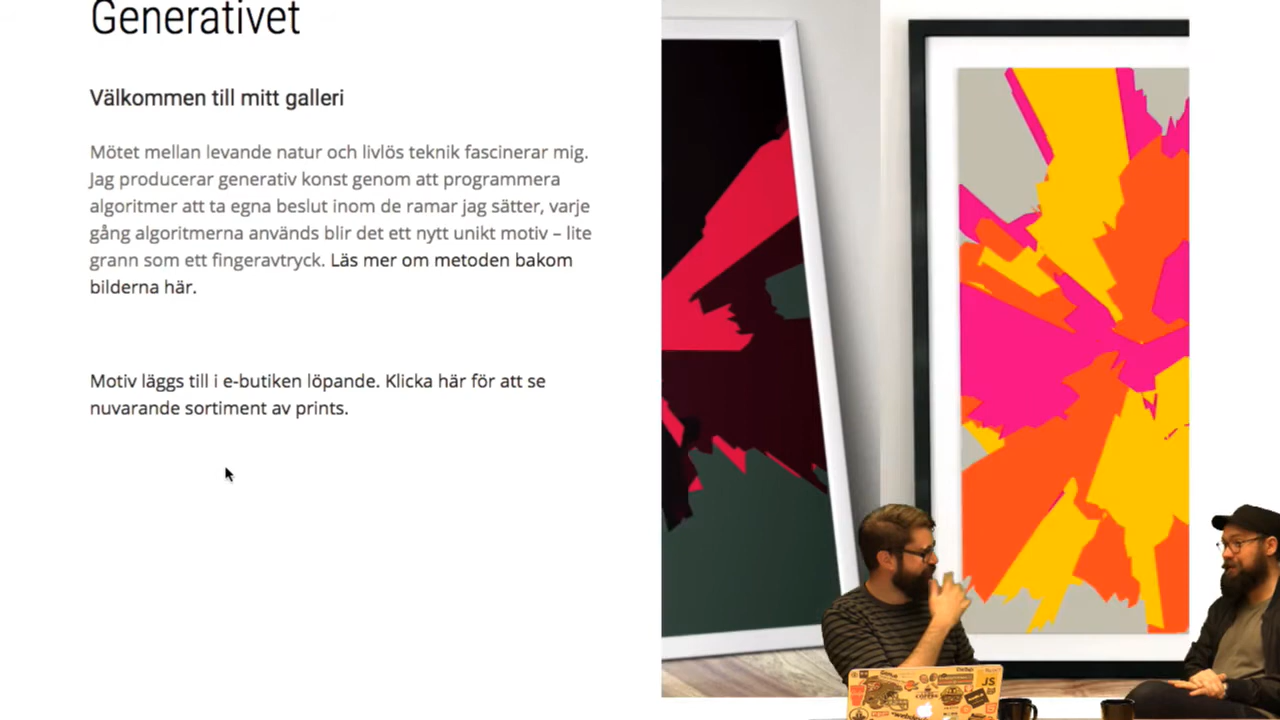 Generativet
Välkommen till mitt galleri
Mötet mellan levande natur och livlös teknik fascinerar mig.
Jag producerar generativ konst genom att programmera
algoritmer att ta egna beslut inom de ramar jag sätter, varje
gång algoritmerna används blir det ett nytt unikt motiv – lite
grann som ett fingeravtryck. Läs mer om metoden bakom
bilderna här.
Motiv läggs till i e-butiken löpande. Klicka här för att se
nuvarande sortiment av prints.
JS